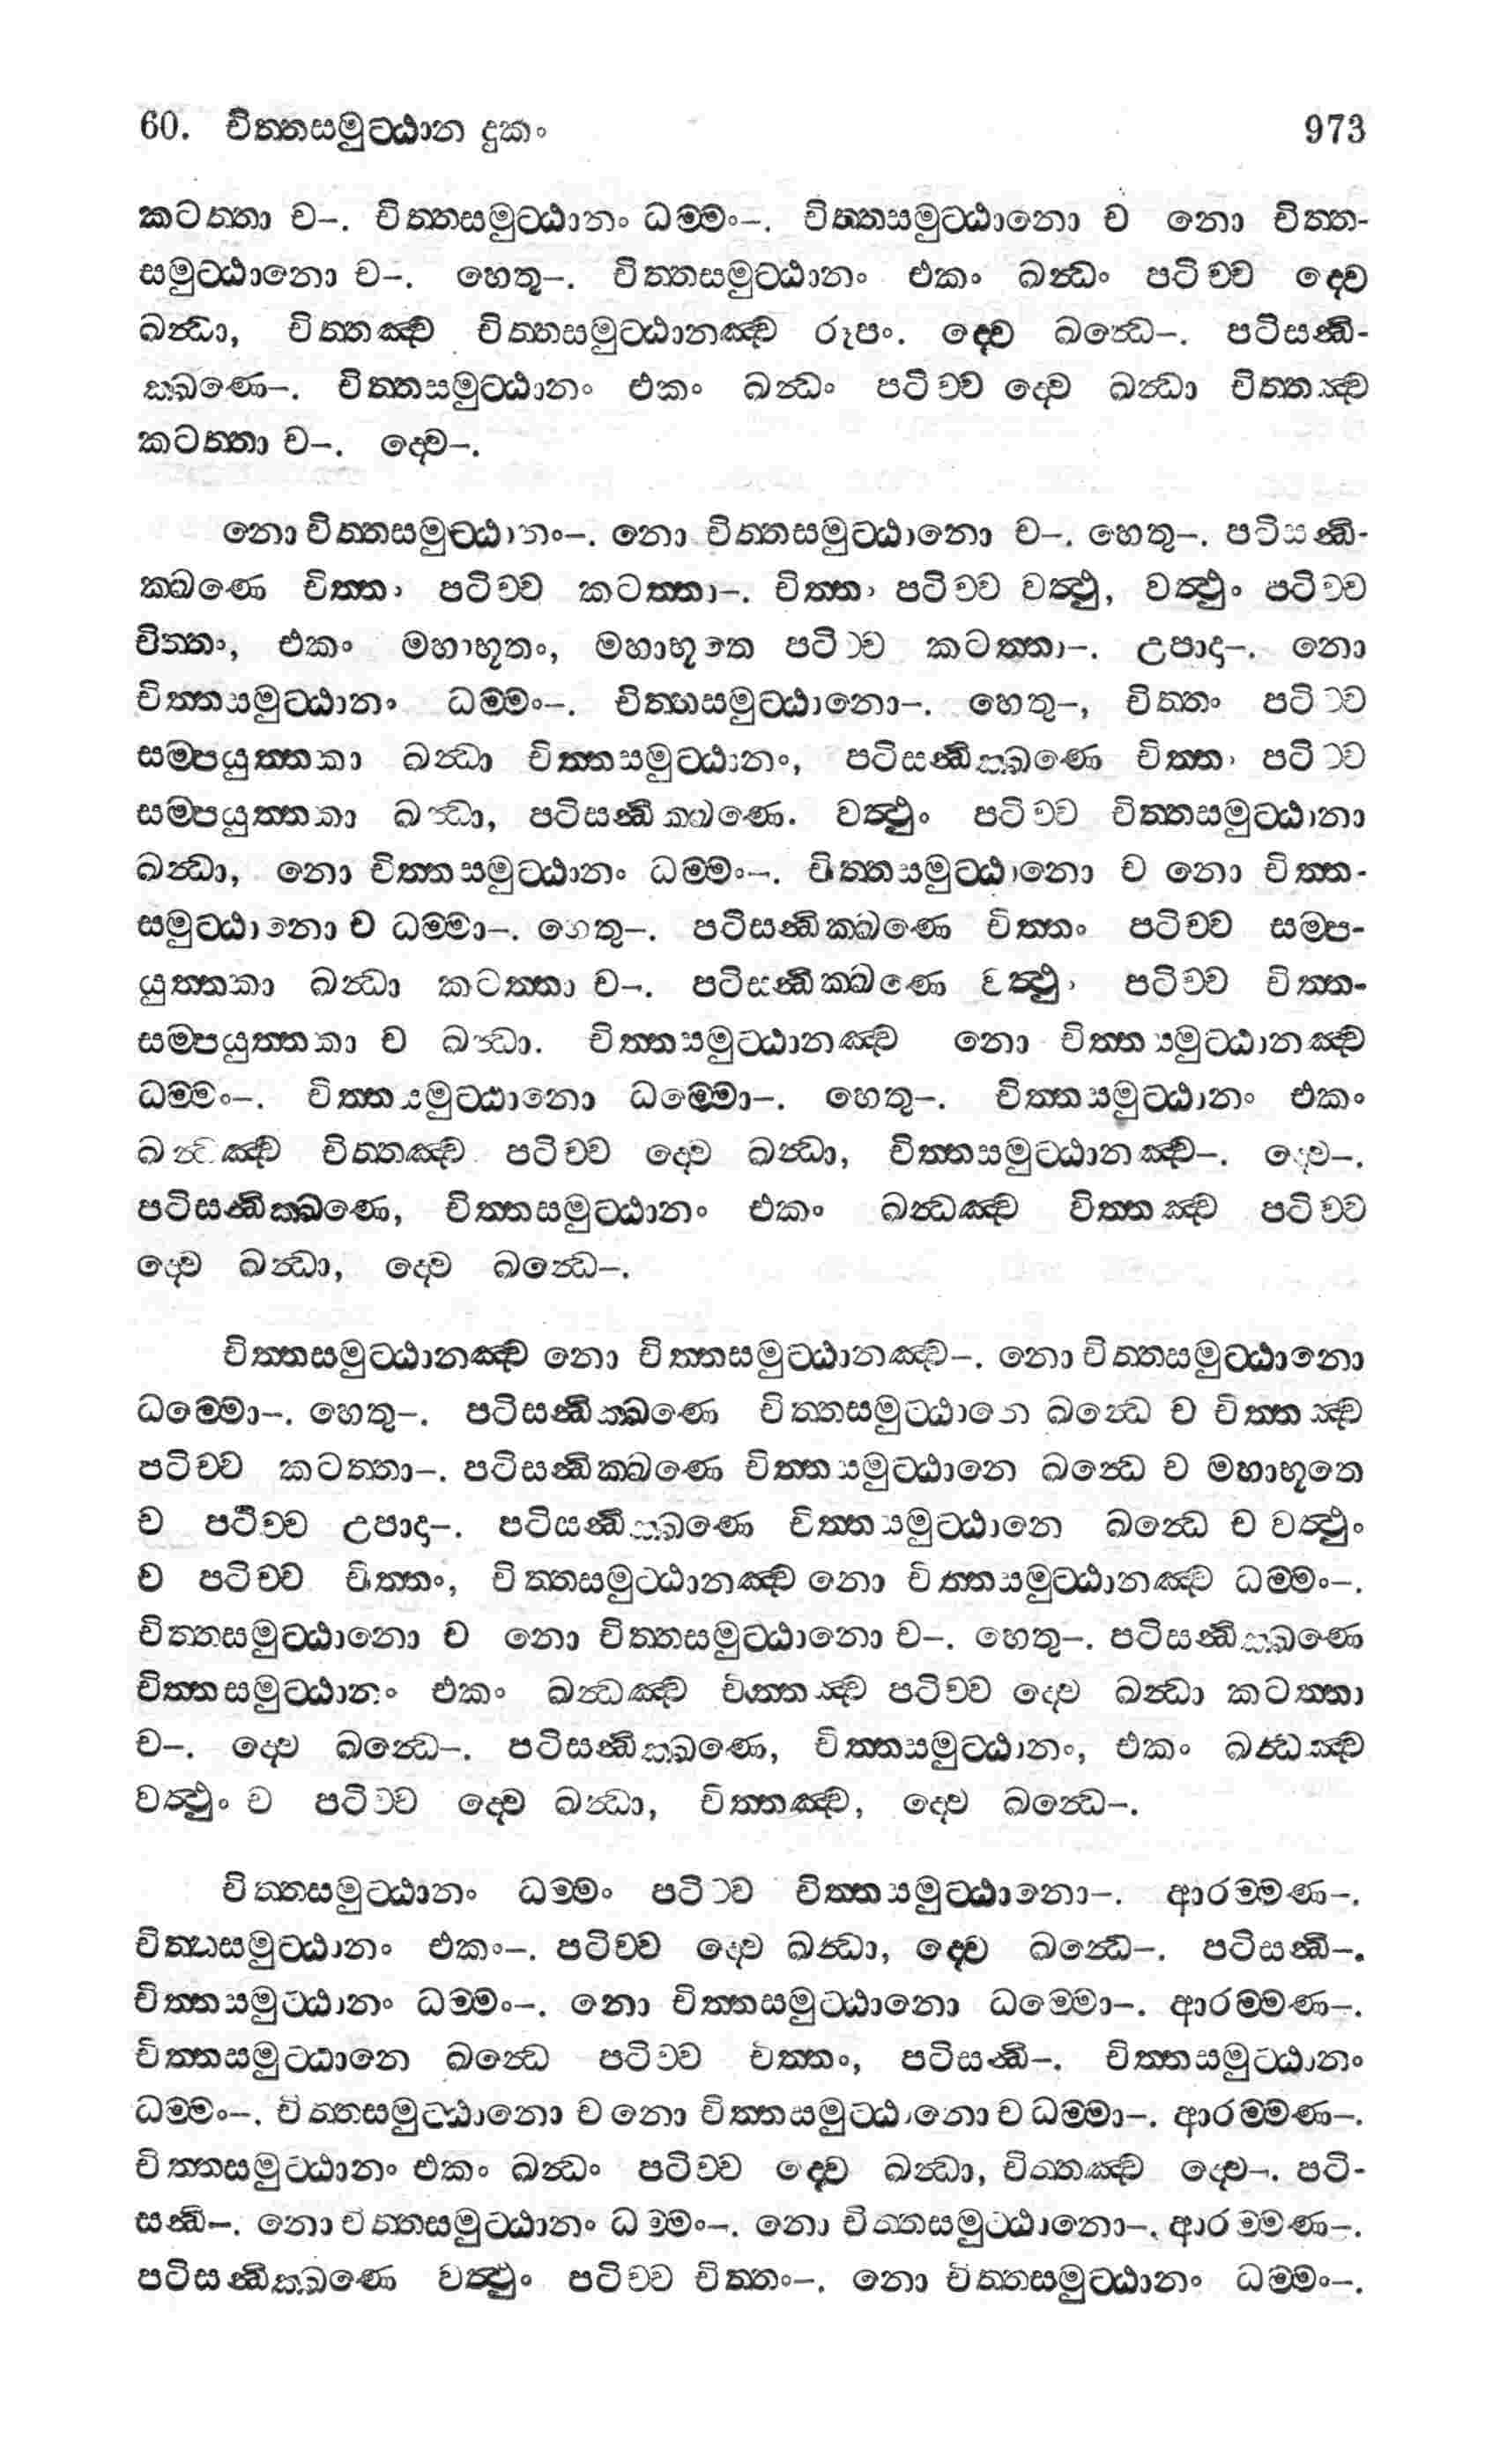 60. චිත්තසමුට්ඨාන දුකං 973
කටත්තා ච–. චිත්තසමුට්ඨානං ධම්මං–. චිත්තසමුට්ඨානො ච නො චිත්ත-
සමුට්ඨානො ච–. හෙතු–. චිත්තසමුට්ඨානං එකං ඛන්ධං පටිච්ච ද්වෙ
ඛන්ධා, චිත්තඤ්ච චිත්තසමුට්ඨානඤ්ච රූපං. ද්වෙ ඛන්ධෙ–. පටිසන්ධි-
ක්ඛණෙ–. චිත්තසමුට්ඨානං එකං ඛන්ධං පටිච්ච ද්වෙ ඛන්ධා චිත්තඤ්ච
කටත්තා ච–. ද්වෙ–.
නො චිත්තසමුට්ඨානං–. නො චිත්තසමුට්ඨානො ච–. හෙතු–. පටිසන්ධි-
ක්ඛණෙ චිත්තං පටිච්ච කටත්තා–. චිත්තං පටිච්ච වත්ථු, වත්ථුං පටිච්ච
චිත්තං, එකං මහාභූතං, මහාභූතෙ පටිච්ච කටත්තා–. උපාදා–. නො
චිත්තසමුට්ඨානං ධම්මං–. චිත්තසමුට්ඨානො–. හෙතු–, චිත්තං පටිච්ච
සම්පයුත්තකා ඛන්ධා චිත්තසමුට්ඨානං, පටිසන්ධික්ඛණෙ චිත්තං පටිච්ච
සම්පයුත්තකා ඛන්ධා, පටිසන්ධික්ඛණෙ. වත්ථුං පටිච්ච චිත්තසමුට්ඨානා
ඛන්ධා, නො චිත්තසමුට්ඨානං ධම්මං–. චිත්තසමුට්ඨානො ච නො චිත්ත-
සමුට්ඨානො ච ධම්මා–. හෙතු–. පටිසන්ධික්ඛණෙ චිත්තං පටිච්ච සම්ප-
යුත්තකා ඛන්ධා කටත්තා ච–. පටිසන්ධික්ඛණෙ වත්ථුං පටිච්ච චිත්ත-
සම්පයුත්තකා ච ඛන්ධා. චිත්තසමුට්ඨානඤ්ච නො චිත්තසමුට්ඨානඤ්ච
ධම්මං–. චිත්තසමුට්ඨානො ධම්මො–. හෙතු–. චිත්තසමුට්ඨානං එකං
ඛන්ධඤ්ච චිත්තඤ්ච පටිච්ච ද්වෙ ඛන්ධා, චිත්තසමුට්ඨානඤ්ච–. ද්වෙ–.
පටිසන්ධික්ඛණෙ, චිත්තසමුට්ඨානං එකං ඛන්ධඤ්ච චිත්තඤ්ච පටිච්ච
ද්වෙ ඛන්ධා, ද්වෙ ඛන්ධෙ–.
චිත්තසමුට්ඨානඤ්ච නො චිත්තසමුට්ඨානඤ්ච–. නො චිත්තසමුට්ඨානො
ධම්මො–. හෙතු–. පටිසන්ධික්ඛණෙ චිත්තසමුට්ඨානෙ ඛන්ධෙ ච චිත්තඤ්ච
පටිච්ච කටත්තා–. පටිසන්ධික්ඛණෙ චිත්තසමුට්ඨානෙ ඛන්ධෙ ච මහාභූතෙ
ච පටිච්ච උපාදා–. පටිසන්ධික්ඛණෙ චිත්තසමුට්ඨානෙ ඛන්ධෙ ච වත්ථුං
ච පටිච්ච චිත්තං, චිත්තසමුට්ඨානඤ්ච නො චිත්තසමුට්ඨානඤ්ච ධම්මං–.
චිත්තසමුට්ඨානො ච නො චිත්තසමුට්ඨානො ච–. හෙතු–. පටිසන්ධික්ඛණෙ
චිත්තසමුට්ඨානං එකං ඛන්ධඤ්ච චිත්තඤ්ච පටිච්ච ද්වෙ ඛන්ධා කටත්තා
ච–. ද්වෙ ඛන්ධෙ–. පටිසන්ධික්ඛණෙ, චිත්තසමුට්ඨානං, එකං ඛන්ධඤ්ච
වත්ථුං ච පටිච්ච ද්වෙ ඛන්ධා, චිත්තඤ්ච, ද්වෙ ඛන්ධෙ–.
චිත්තසමුට්ඨානං ධම්මං පටිච්ච චිත්තසමුට්ඨානො–. ආරම්මණ–.
චිත්තසමුට්ඨානං එකං–. පටිච්ච ද්වෙ ඛන්ධා, ද්වෙ ඛන්ධෙ–. පටිසන්ධි–.
චිත්තසමුට්ඨානං ධම්මං–. නො චිත්තසමුට්ඨානො ධම්මො–. ආරම්මණ–.
චිත්තසමුට්ඨානෙ ඛන්ධෙ පටිච්ච චිත්තං, පටිසන්ධි–. චිත්තසමුට්ඨානං
ධම්මං–. චිත්තසමුට්ඨානො ච නො චිත්තසමුට්ඨානො ච ධම්මා–. ආරම්මණ–.
චිත්තසමුට්ඨානං එකං ඛන්ධං පටිච්ච ද්වෙ ඛන්ධා, චිත්තඤ්ච ද්වෙ–. පටි-
සන්ධි–. නො චිත්තසමුට්ඨානං ධම්මං–. නො චිත්තසමුට්ඨානො–. ආරම්මණ–.
පටිසන්ධික්ඛණෙ වත්ථුං පටිච්ච චිත්තං–. නො චිත්තසමුට්ඨානං ධම්මං–.